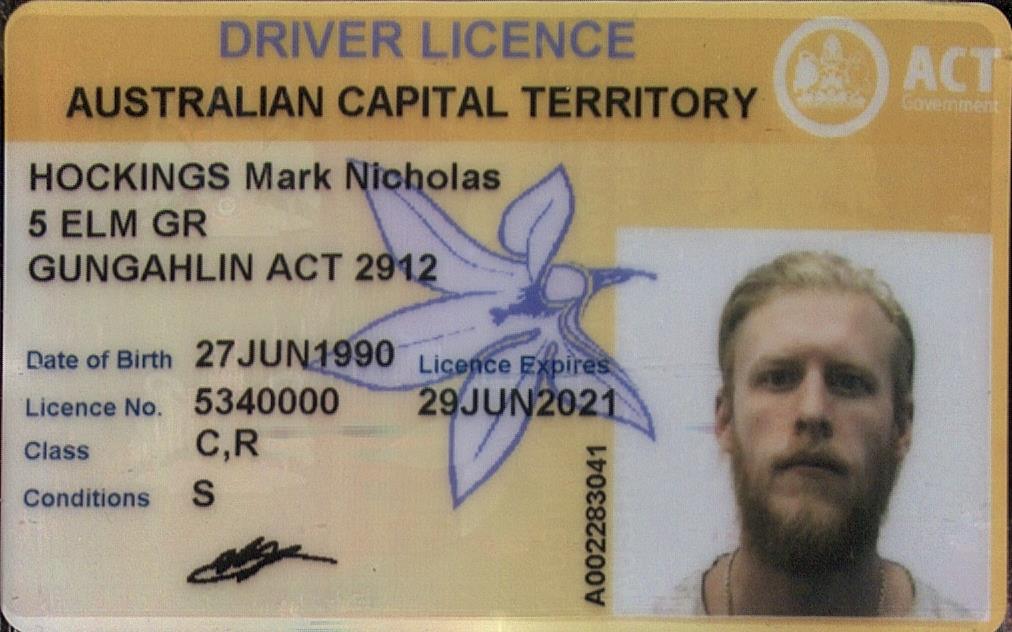 DRIVER LICENCE
AUSTRALIAN CAPITAL TERRITORY
ACT
Government
HOCKINGS Mark Nicholas
5 ELM GR
GUNGAHLIN ACT 2912
Date of Birth 27JUN1990 Licence Expires
Licence No. 5340000 29JUN2021
Class C,R
Conditions S
A002283041